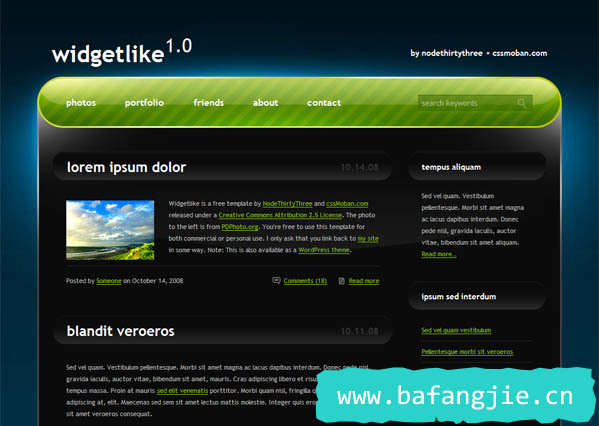 widgetlike1.0
by nodethirtythree + cssmoban.com
photos portfolio friends about contact
search keywords
lorem ipsum dolor 10.14.08
Widgetlike is a free template by NodeThirtyThree and cssMoban.com
released under a Creative Commons Attribution 2.5 License. The photo
to the left is from PDPhoto.org. You're free to use this template for
both commercial or personal use. I only ask that you link back to my site
in some way. Note: This is also available as a WordPress theme.
Posted by Someone on October 14, 2008
Comments (18) Read more
blandit veroeros 10.11.08
Sed vel quam. Vestibulum pellentesque. Morbi sit amet magna ac lacus dapibus interdum. Donec pede nisl,
gravida iaculis, auctor vitae, bibendum sit amet, mauris. Cras adipiscing libero et risus
tempus massa. Proin at mauris sed elit venenatis porttitor. Morbi quam nisl, fringilla
adipiscing at, elit. Maecenas sed sem sit amet lectus mattis molestie. Integer quis eros
sit amet veroeros consequat.
tempus aliquam
Sed vel quam. Vestibulum
pellentesque. Morbi sit amet magna
ac lacus dapibus interdum. Donec
pede nisl, gravida iaculis, auctor
vitae, bibendum sit amet aliquam.
Read more..
ipsum sed interdum
Sed vel quam vestibulum
Pellentesque morbi sit veroeros
www.bafangjie.cn